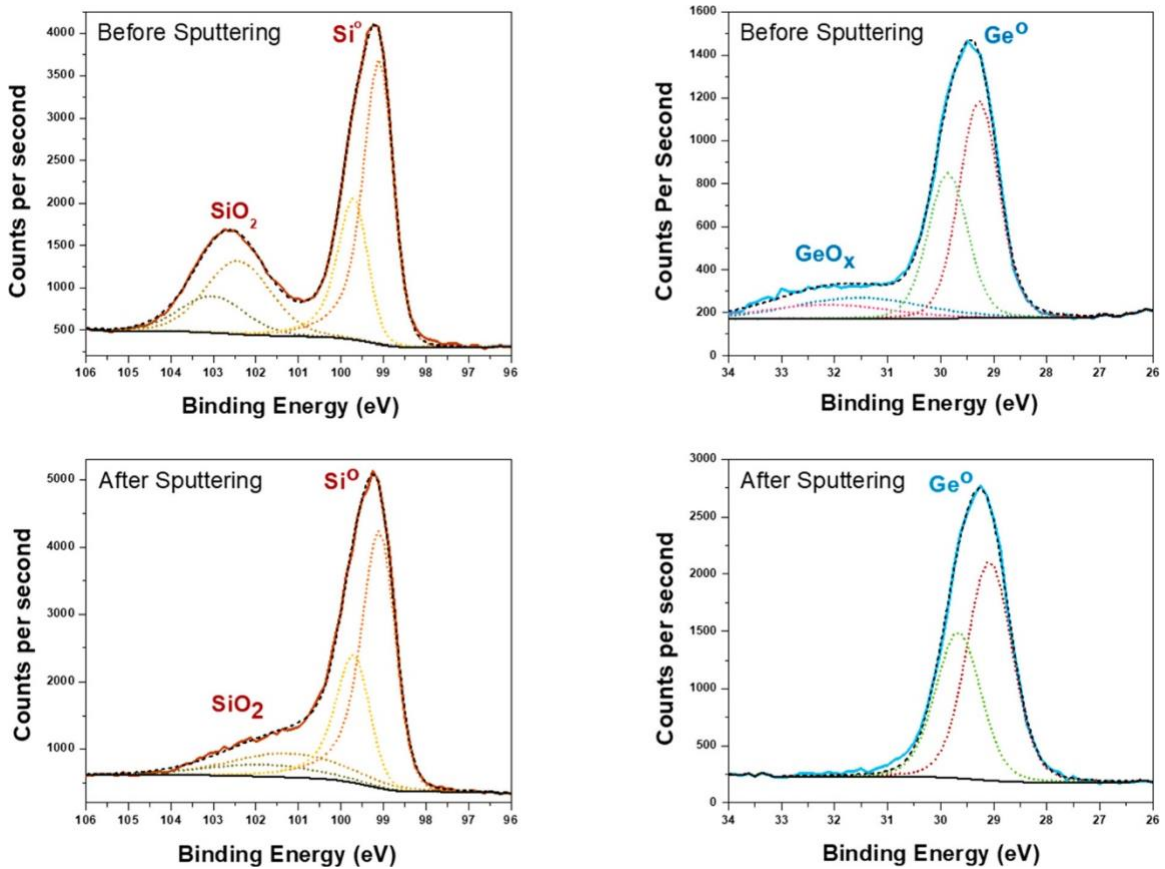 Before Sputtering
Si⁰
SiO₂
Counts per second
4000
3500
3000
2500
2000
1500
1000
500
106 105 104 103 102 101 100 99 98 97 96
Binding Energy (eV)
Before Sputtering
Ge⁰
GeOₓ
Counts Per Second
1600
1400
1200
1000
800
600
400
200
0
34 33 32 31 30 29 28 27 26
Binding Energy (eV)
After Sputtering
Si⁰
SiO₂
Counts per second
5000
4000
3000
2000
1000
106 105 104 103 102 101 100 99 98 97 96
Binding Energy (eV)
After Sputtering
Ge⁰
Counts per second
3000
2500
2000
1500
1000
500
0
34 33 32 31 30 29 28 27 26
Binding Energy (eV)